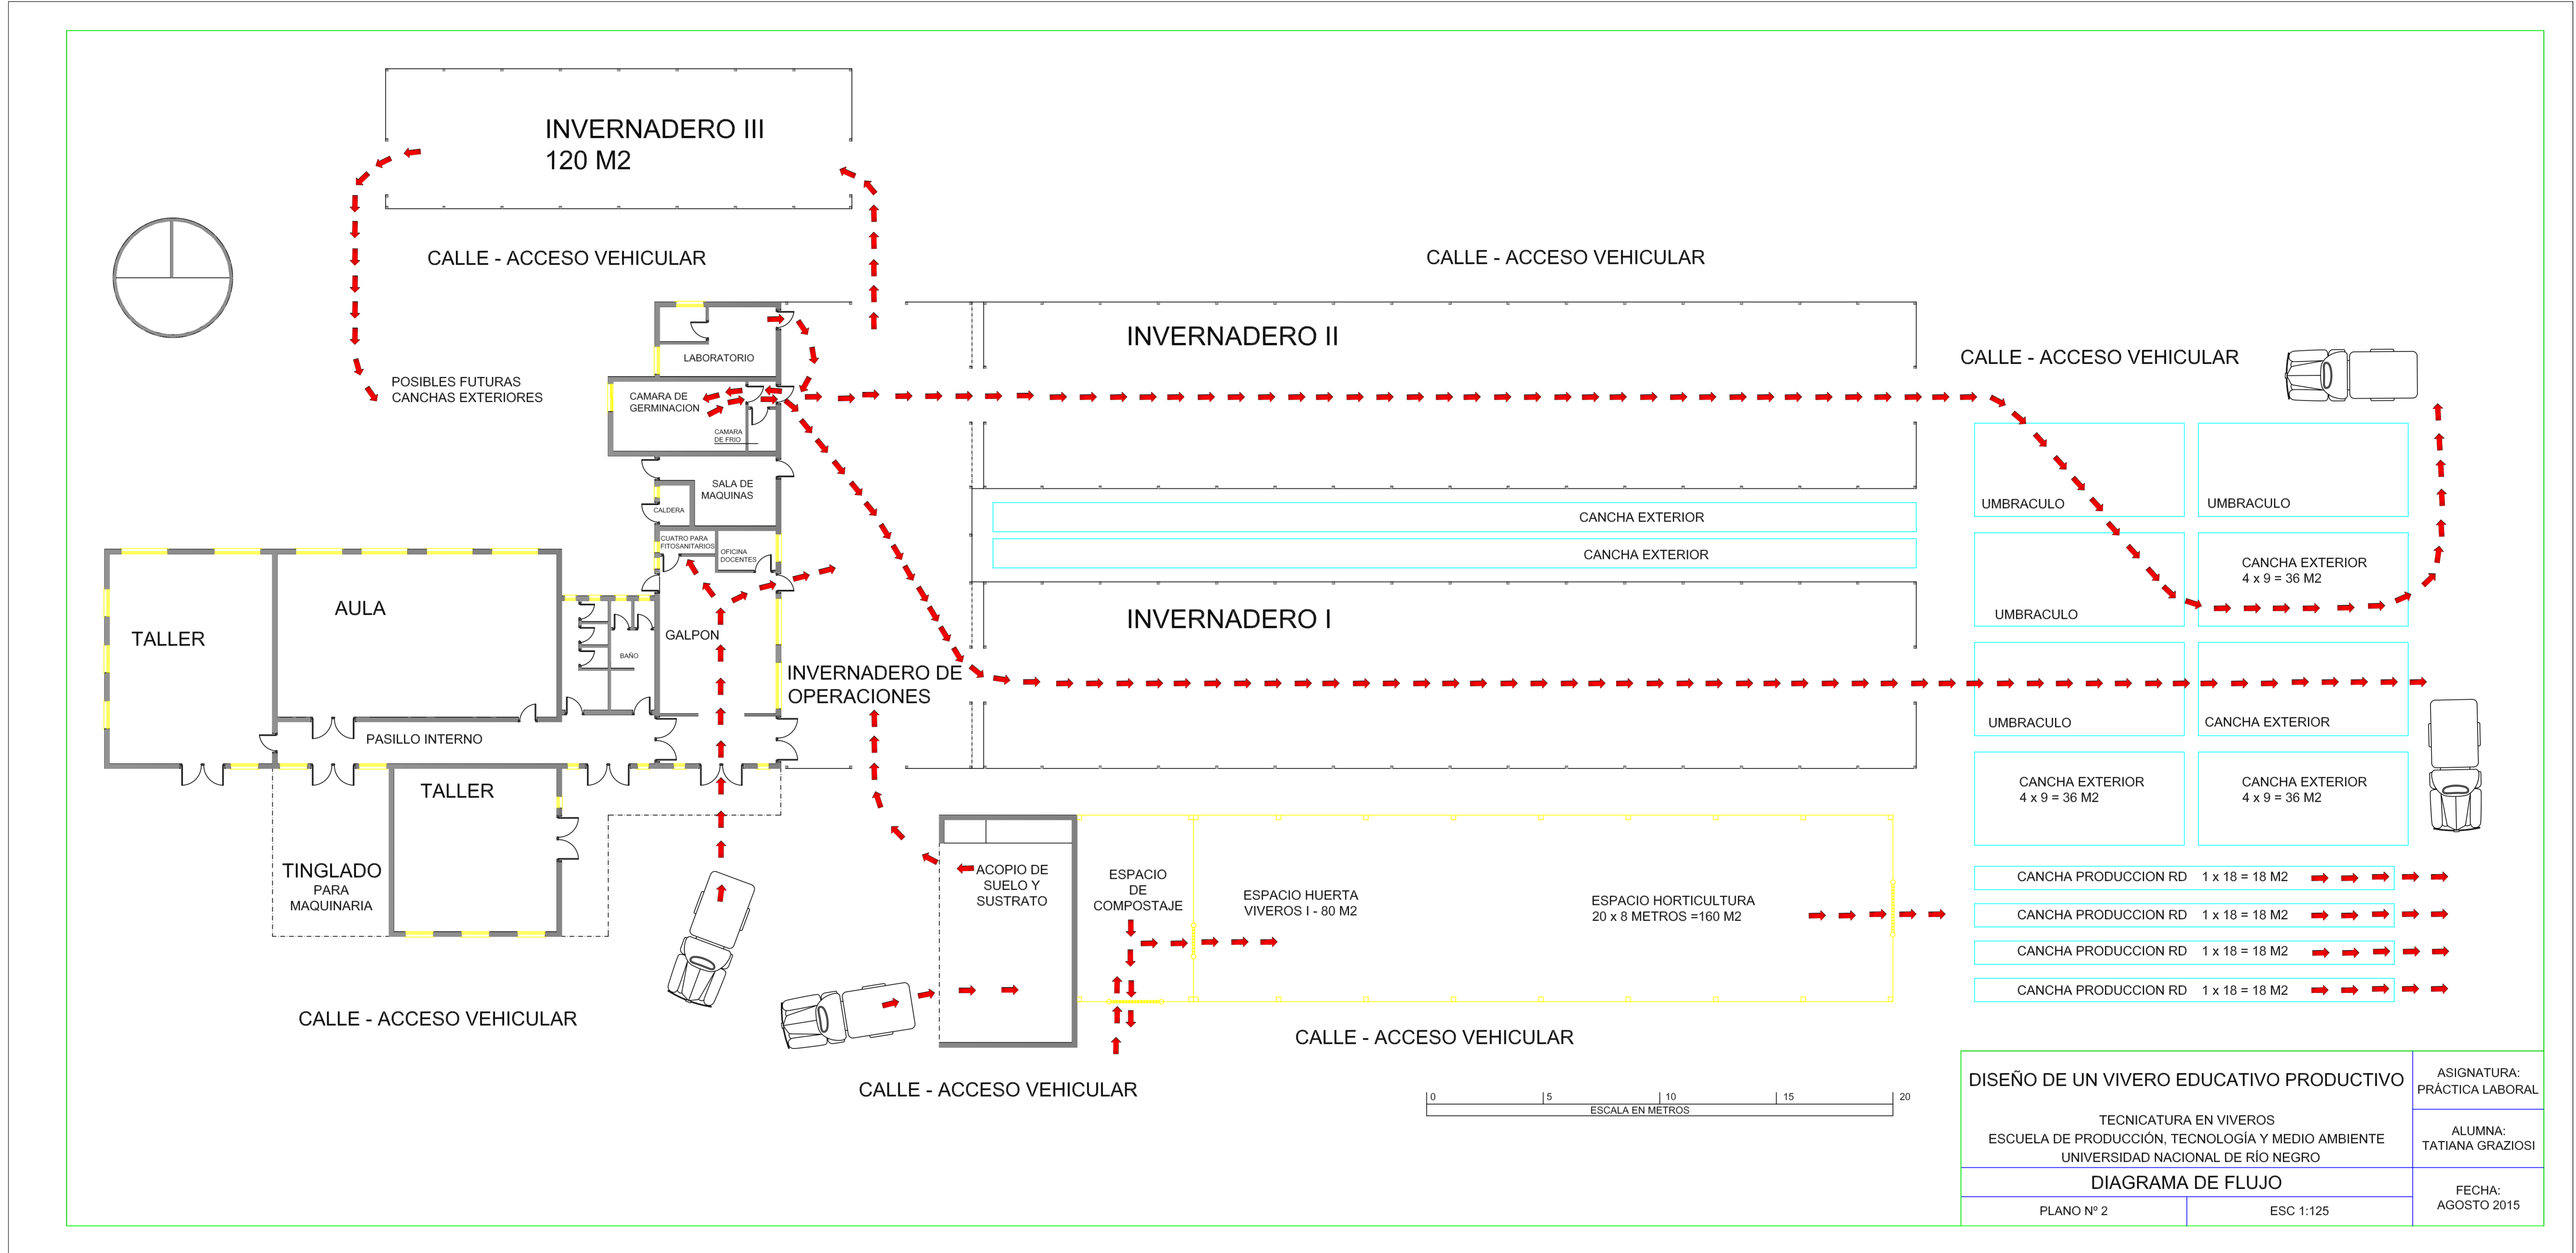 INVERNADERO III
120 M2
CALLE - ACCESO VEHICULAR
CALLE - ACCESO VEHICULAR
INVERNADERO II
LABORATORIO
CALLE - ACCESO VEHICULAR
POSIBLES FUTURAS
CANCHAS EXTERIORES
CAMARA DE
GERMINACION
CAMARA
DE FRIO
SALA DE
MAQUINAS
CALDERA
UMBRACULO
UMBRACULO
CANCHA EXTERIOR
CANCHA EXTERIOR
CUATRO PARA
FITOSANITARIOS
OFICINA
DOCENTES
CANCHA EXTERIOR
4 x 9 = 36 M2
UMBRACULO
AULA
TALLER
GALPON
BAÑO
INVERNADERO I
INVERNADERO DE
OPERACIONES
PASILLO INTERNO
UMBRACULO
CANCHA EXTERIOR
TALLER
CANCHA EXTERIOR
4 x 9 = 36 M2
CANCHA EXTERIOR
4 x 9 = 36 M2
TINGLADO
PARA
MAQUINARIA
ACOPIO DE
SUELO Y
SUSTRATO
ESPACIO
DE
COMPOSTAJE
ESPACIO HUERTA
VIVEROS I - 80 M2
ESPACIO HORTICULTURA
20 x 8 METROS =160 M2
CANCHA PRODUCCION RD 1 x 18 = 18 M2
CANCHA PRODUCCION RD 1 x 18 = 18 M2
CANCHA PRODUCCION RD 1 x 18 = 18 M2
CANCHA PRODUCCION RD 1 x 18 = 18 M2
CALLE - ACCESO VEHICULAR
CALLE - ACCESO VEHICULAR
CALLE - ACCESO VEHICULAR
0 5 10 15 20
ESCALA EN METROS
DISEÑO DE UN VIVERO EDUCATIVO PRODUCTIVO
TECNICATURA EN VIVEROS
ESCUELA DE PRODUCCIÓN, TECNOLOGÍA Y MEDIO AMBIENTE
UNIVERSIDAD NACIONAL DE RÍO NEGRO
DIAGRAMA DE FLUJO
PLANO Nº 2
ESC 1:125
ASIGNATURA:
PRÁCTICA LABORAL
ALUMNA:
TATIANA GRAZIOSI
FECHA:
AGOSTO 2015